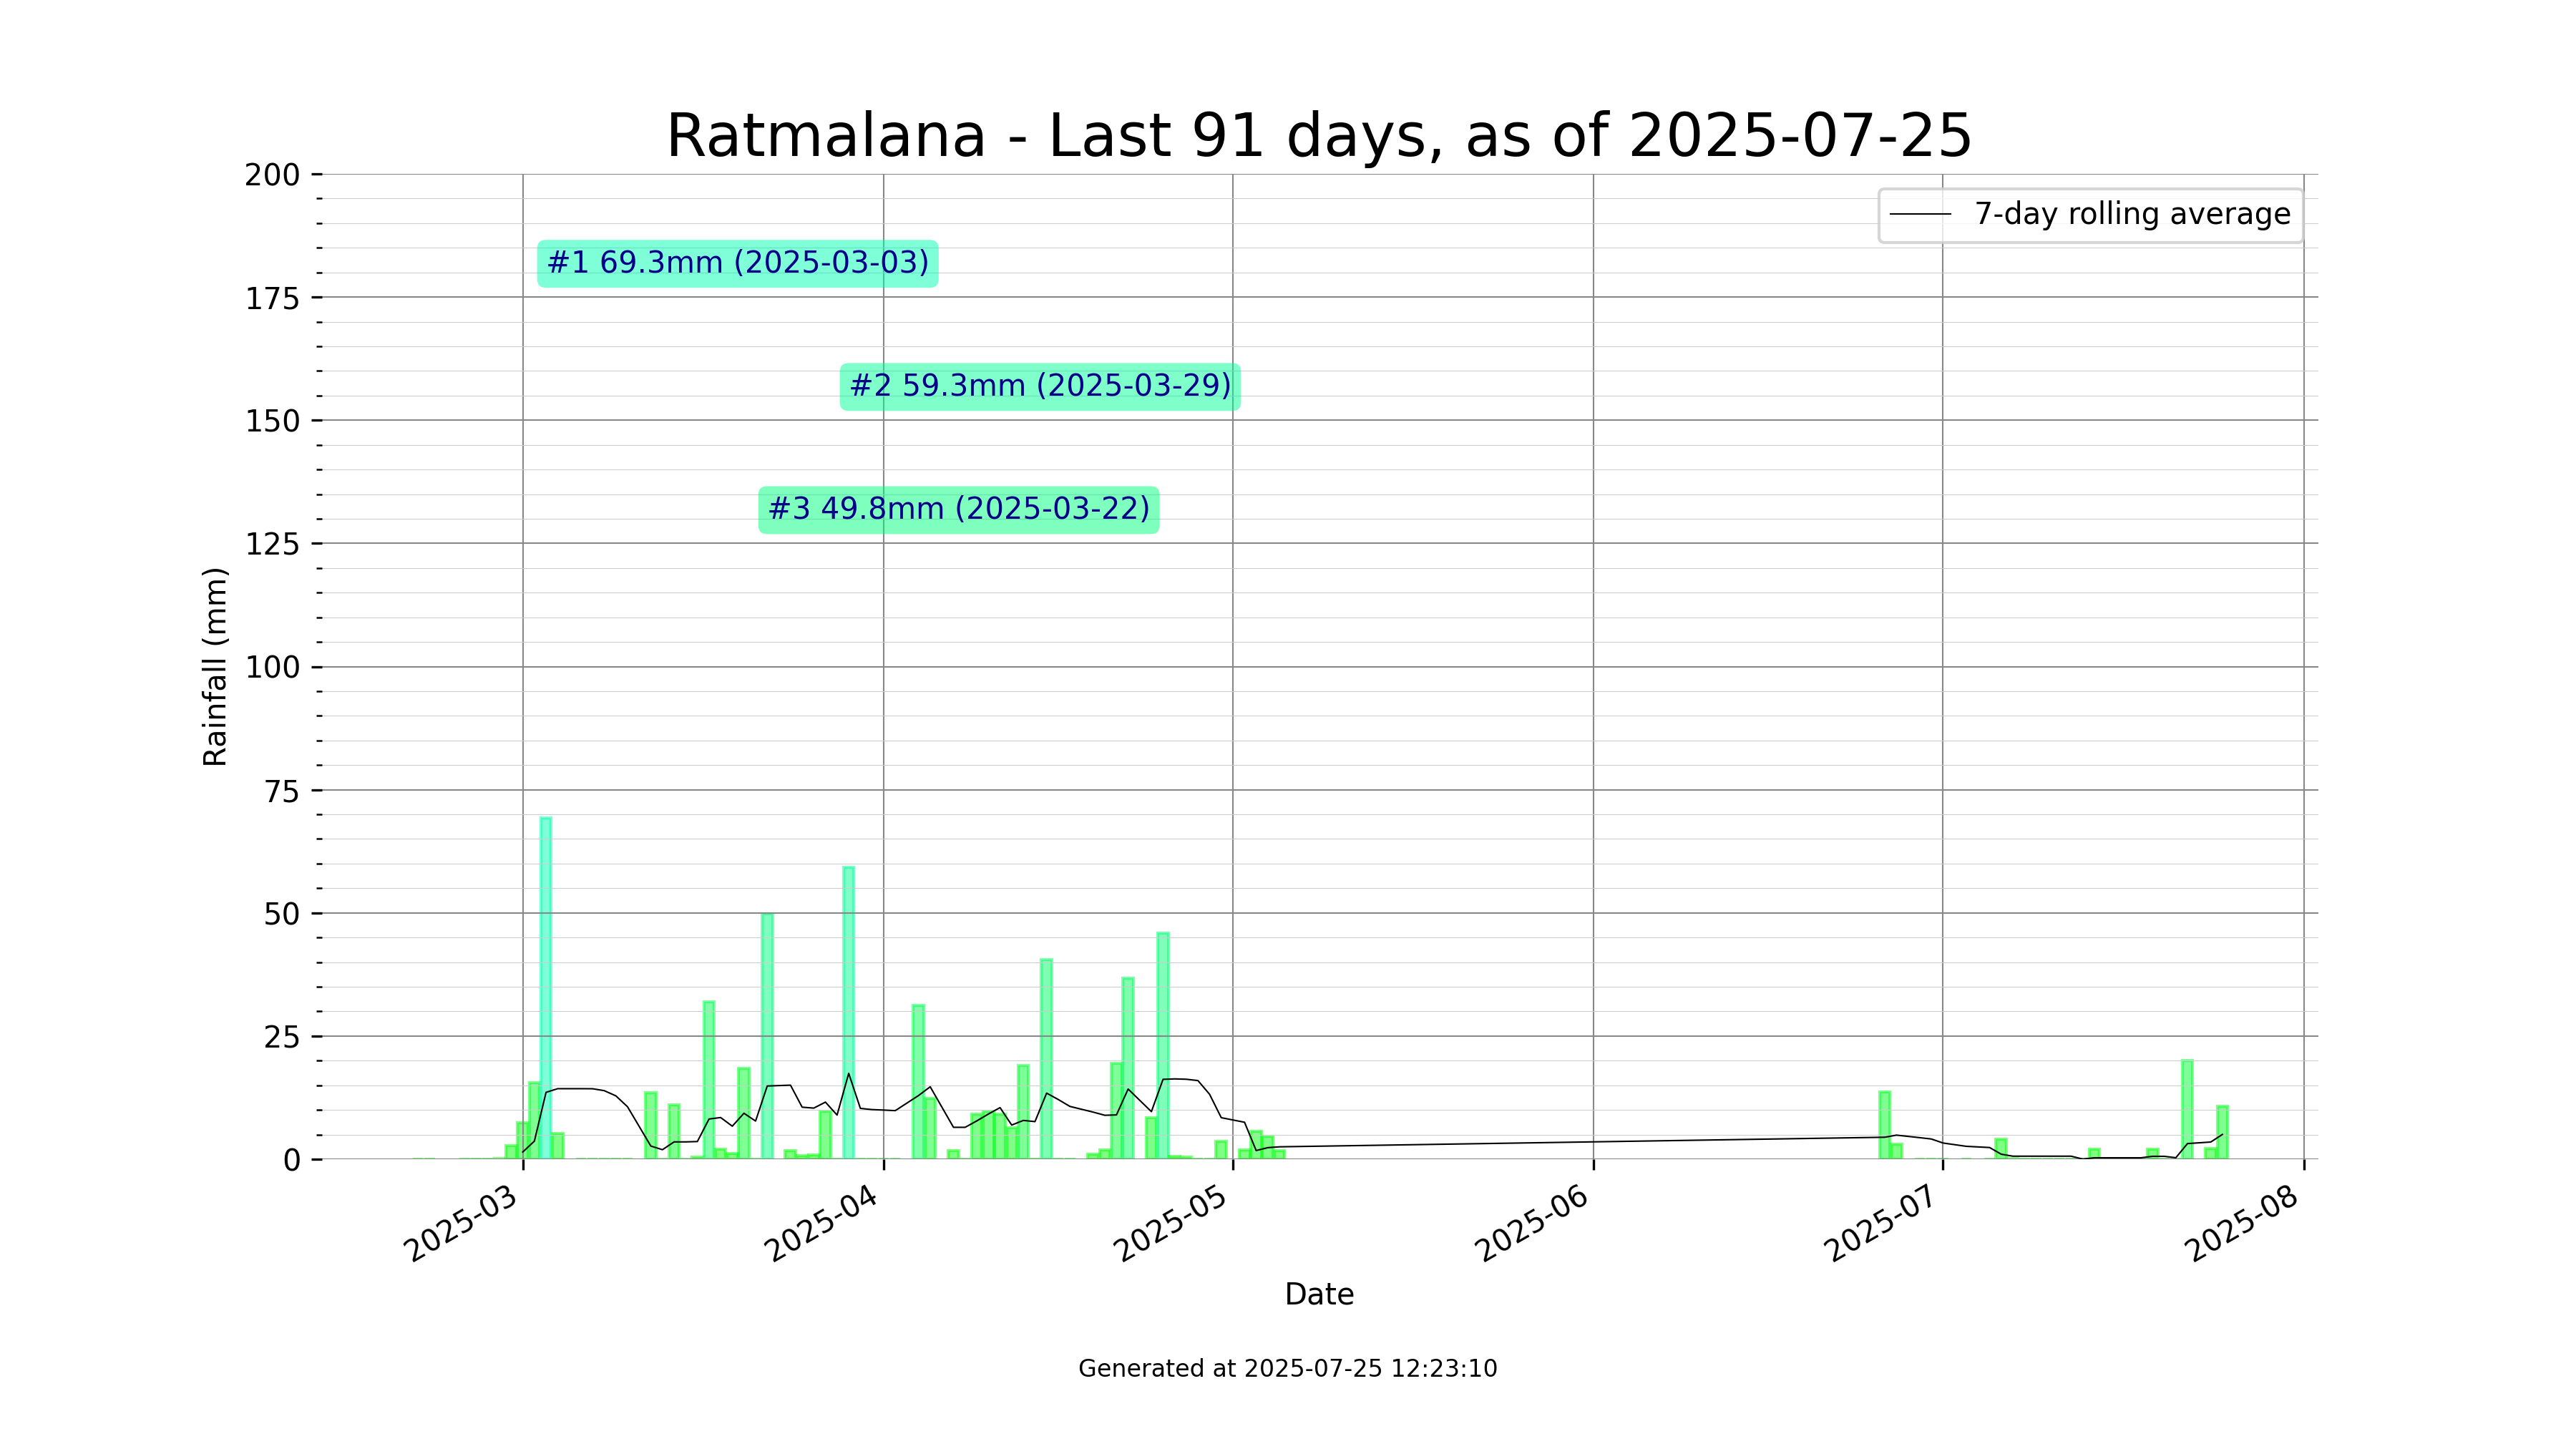 Ratmalana - Last 91 days, as of 2025-07-25
200
175
150
125
100
75
50
25
0
Rainfall (mm)
7-day rolling average
#1 69.3mm (2025-03-03)
#2 59.3mm (2025-03-29)
#3 49.8mm (2025-03-22)
2025-03
2025-04
2025-05
2025-06
2025-07
2025-08
Date
Generated at 2025-07-25 12:23:10